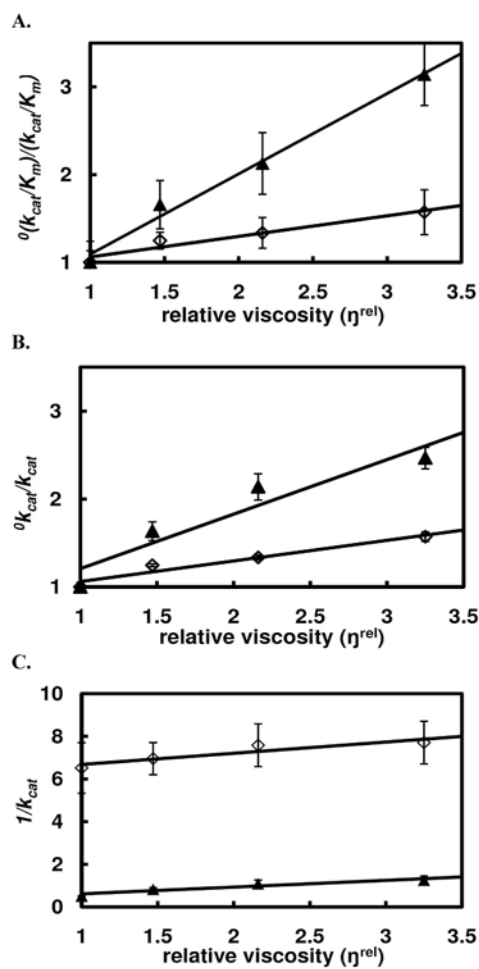 A.
⁰(kcat/Km)/(kcat/Km)
3
2
1
1 1.5 2 2.5 3 3.5
relative viscosity (ηʳᵉˡ)
B.
⁰kcat/kcat
3
2
1
1 1.5 2 2.5 3 3.5
relative viscosity (ηʳᵉˡ)
C.
1/kcat
10
8
6
4
2
0
1 1.5 2 2.5 3 3.5
relative viscosity (ηʳᵉˡ)